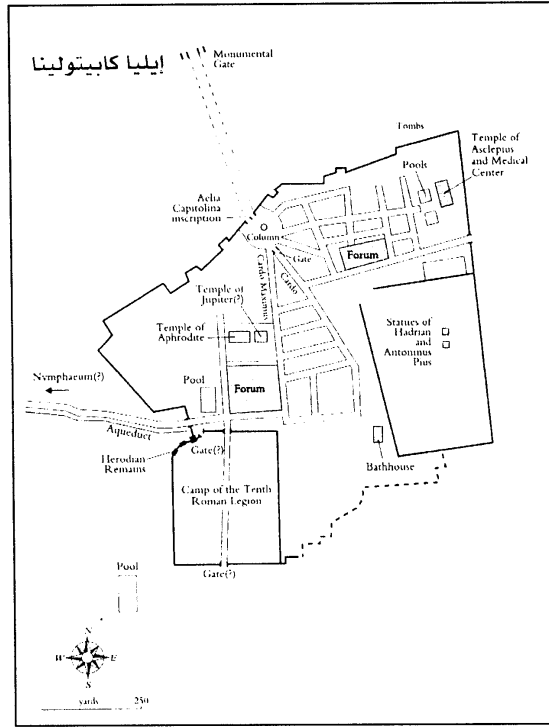 إيليا كابيتولينا
Monumental
Gate
Tombs
Temple of
Asclepius
and Medical
Center
Pools
Aelia
Capitolina
inscription
Column
Gate
Forum
Cardo Maximus
Cardo
Temple of
Jupiter(?)
Temple of
Aphrodite
Statues of
Hadrian
and
Antoninus
Pius
Nymphaeum(?)
Pool
Forum
Aqueduct
Herodian
Remains
Gate(?)
Bathhouse
Camp of the Tenth
Roman Legion
Gate(?)
Pool
N
W
E
S
yards 250